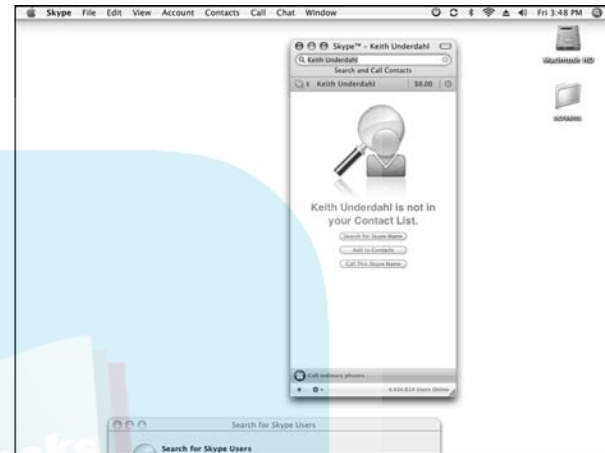 Skype File Edit View Account Contacts Call Chat Window Fri 3:48 PM
Skype™ – Keith Underdahl
Keith Underdahl
Search and Call Contacts
Keith Underdahl $0.00
Macintosh HD
screens
Keith Underdahl is not in
your Contact List.
Search for Skype Name
Add to Contacts
Call This Skype Name
Call ordinary phones
Users Online
Search for Skype Users
Search for Skype Users